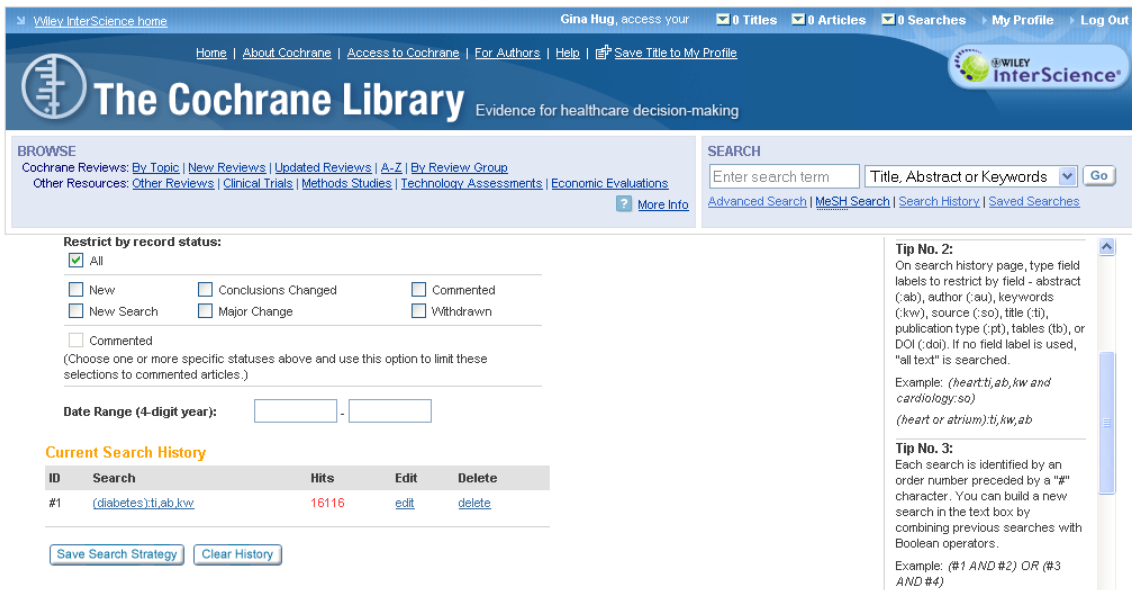 Wiley InterScience home
Gina Hug, access your 0 Titles 0 Articles 0 Searches My Profile Log Out
Home | About Cochrane | Access to Cochrane | For Authors | Help | Save Title to My Profile
WILEY
InterScience®
The Cochrane Library Evidence for healthcare decision-making
BROWSE
Cochrane Reviews: By Topic | New Reviews | Updated Reviews | A-Z | By Review Group
Other Resources: Other Reviews | Clinical Trials | Methods Studies | Technology Assessments | Economic Evaluations
? More Info
SEARCH
Enter search term Title, Abstract or Keywords Go
Advanced Search | MeSH Search | Search History | Saved Searches
Restrict by record status:
All
New Conclusions Changed Commented
New Search Major Change Withdrawn
Commented
(Choose one or more specific statuses above and use this option to limit these
selections to commented articles.)
Date Range (4-digit year): -
Current Search History
ID Search Hits Edit Delete
#1 (diabetes):ti,ab,kw 16116 edit delete
Save Search Strategy Clear History
Tip No. 2:
On search history page, type field
labels to restrict by field - abstract
(:ab), author (:au), keywords
(:kw), source (:so), title (:ti),
publication type (:pt), tables (tb), or
DOI (:doi). If no field label is used,
"all text" is searched.
Example: (heart:ti,ab,kw and
cardiology:so)
(heart or atrium):ti,kw,ab
Tip No. 3:
Each search is identified by an
order number preceded by a "#"
character. You can build a new
search in the text box by
combining previous searches with
Boolean operators.
Example: (#1 AND #2) OR (#3
AND #4)